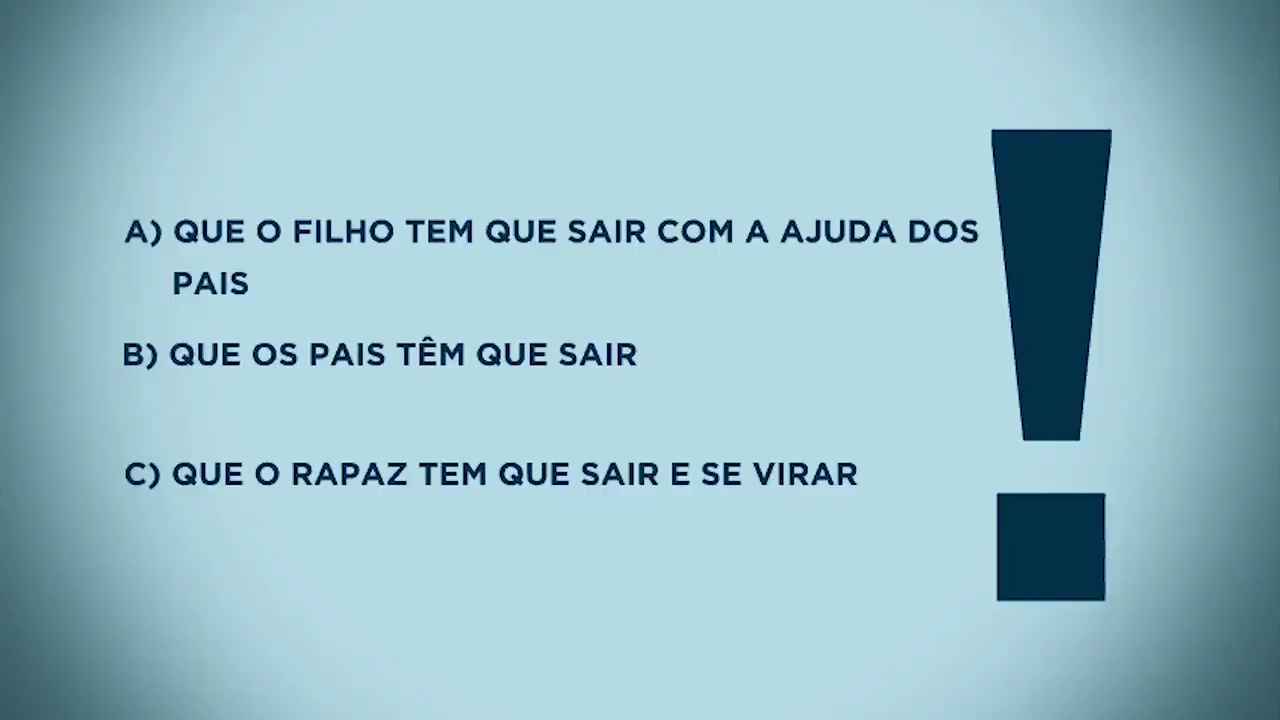 A) QUE O FILHO TEM QUE SAIR COM A AJUDA DOS
PAIS
B) QUE OS PAIS TÊM QUE SAIR
C) QUE O RAPAZ TEM QUE SAIR E SE VIRAR
!